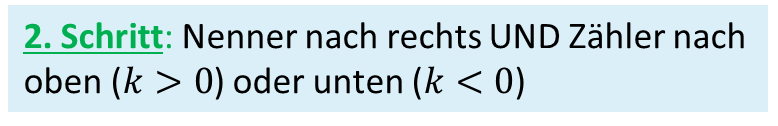 2. Schritt: Nenner nach rechts UND Zähler nach
oben (k > 0) oder unten (k < 0)